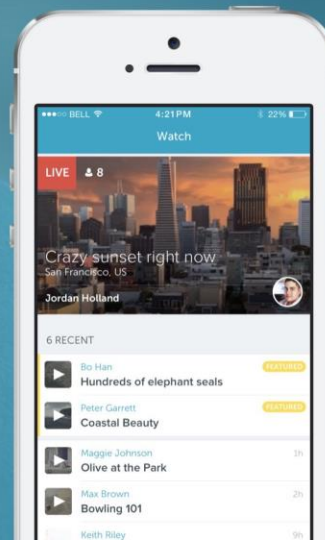 BELL 4:21 PM 22%
Watch
LIVE 8
Crazy sunset right now
San Francisco, US
Jordan Holland
6 RECENT
Bo Han FEATURED
Hundreds of elephant seals
Peter Garrett FEATURED
Coastal Beauty
Maggie Johnson 1h
Olive at the Park
Max Brown 2h
Bowling 101
Keith Riley 9h